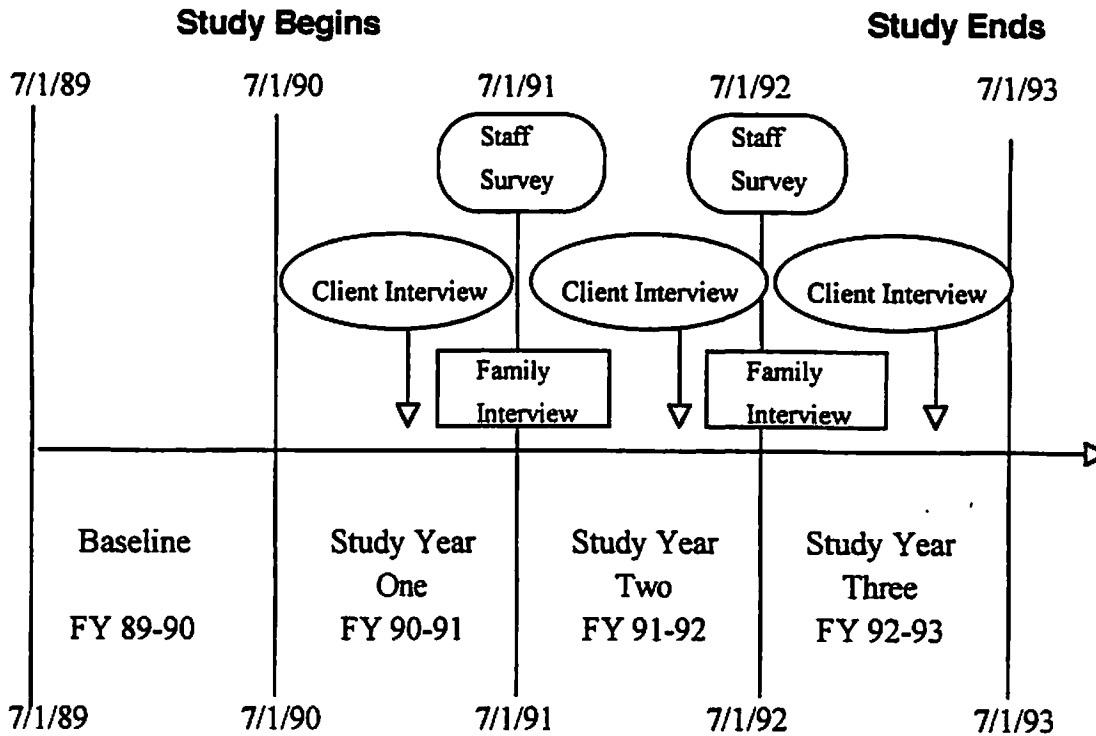 Study Begins Study Ends
7/1/89 7/1/90 7/1/91 7/1/92 7/1/93
Staff
Survey
Staff
Survey
Client Interview Client Interview Client Interview
Family
Interview
Family
Interview
Baseline
FY 89-90
Study Year
One
FY 90-91
Study Year
Two
FY 91-92
Study Year
Three
FY 92-93
7/1/89 7/1/90 7/1/91 7/1/92 7/1/93